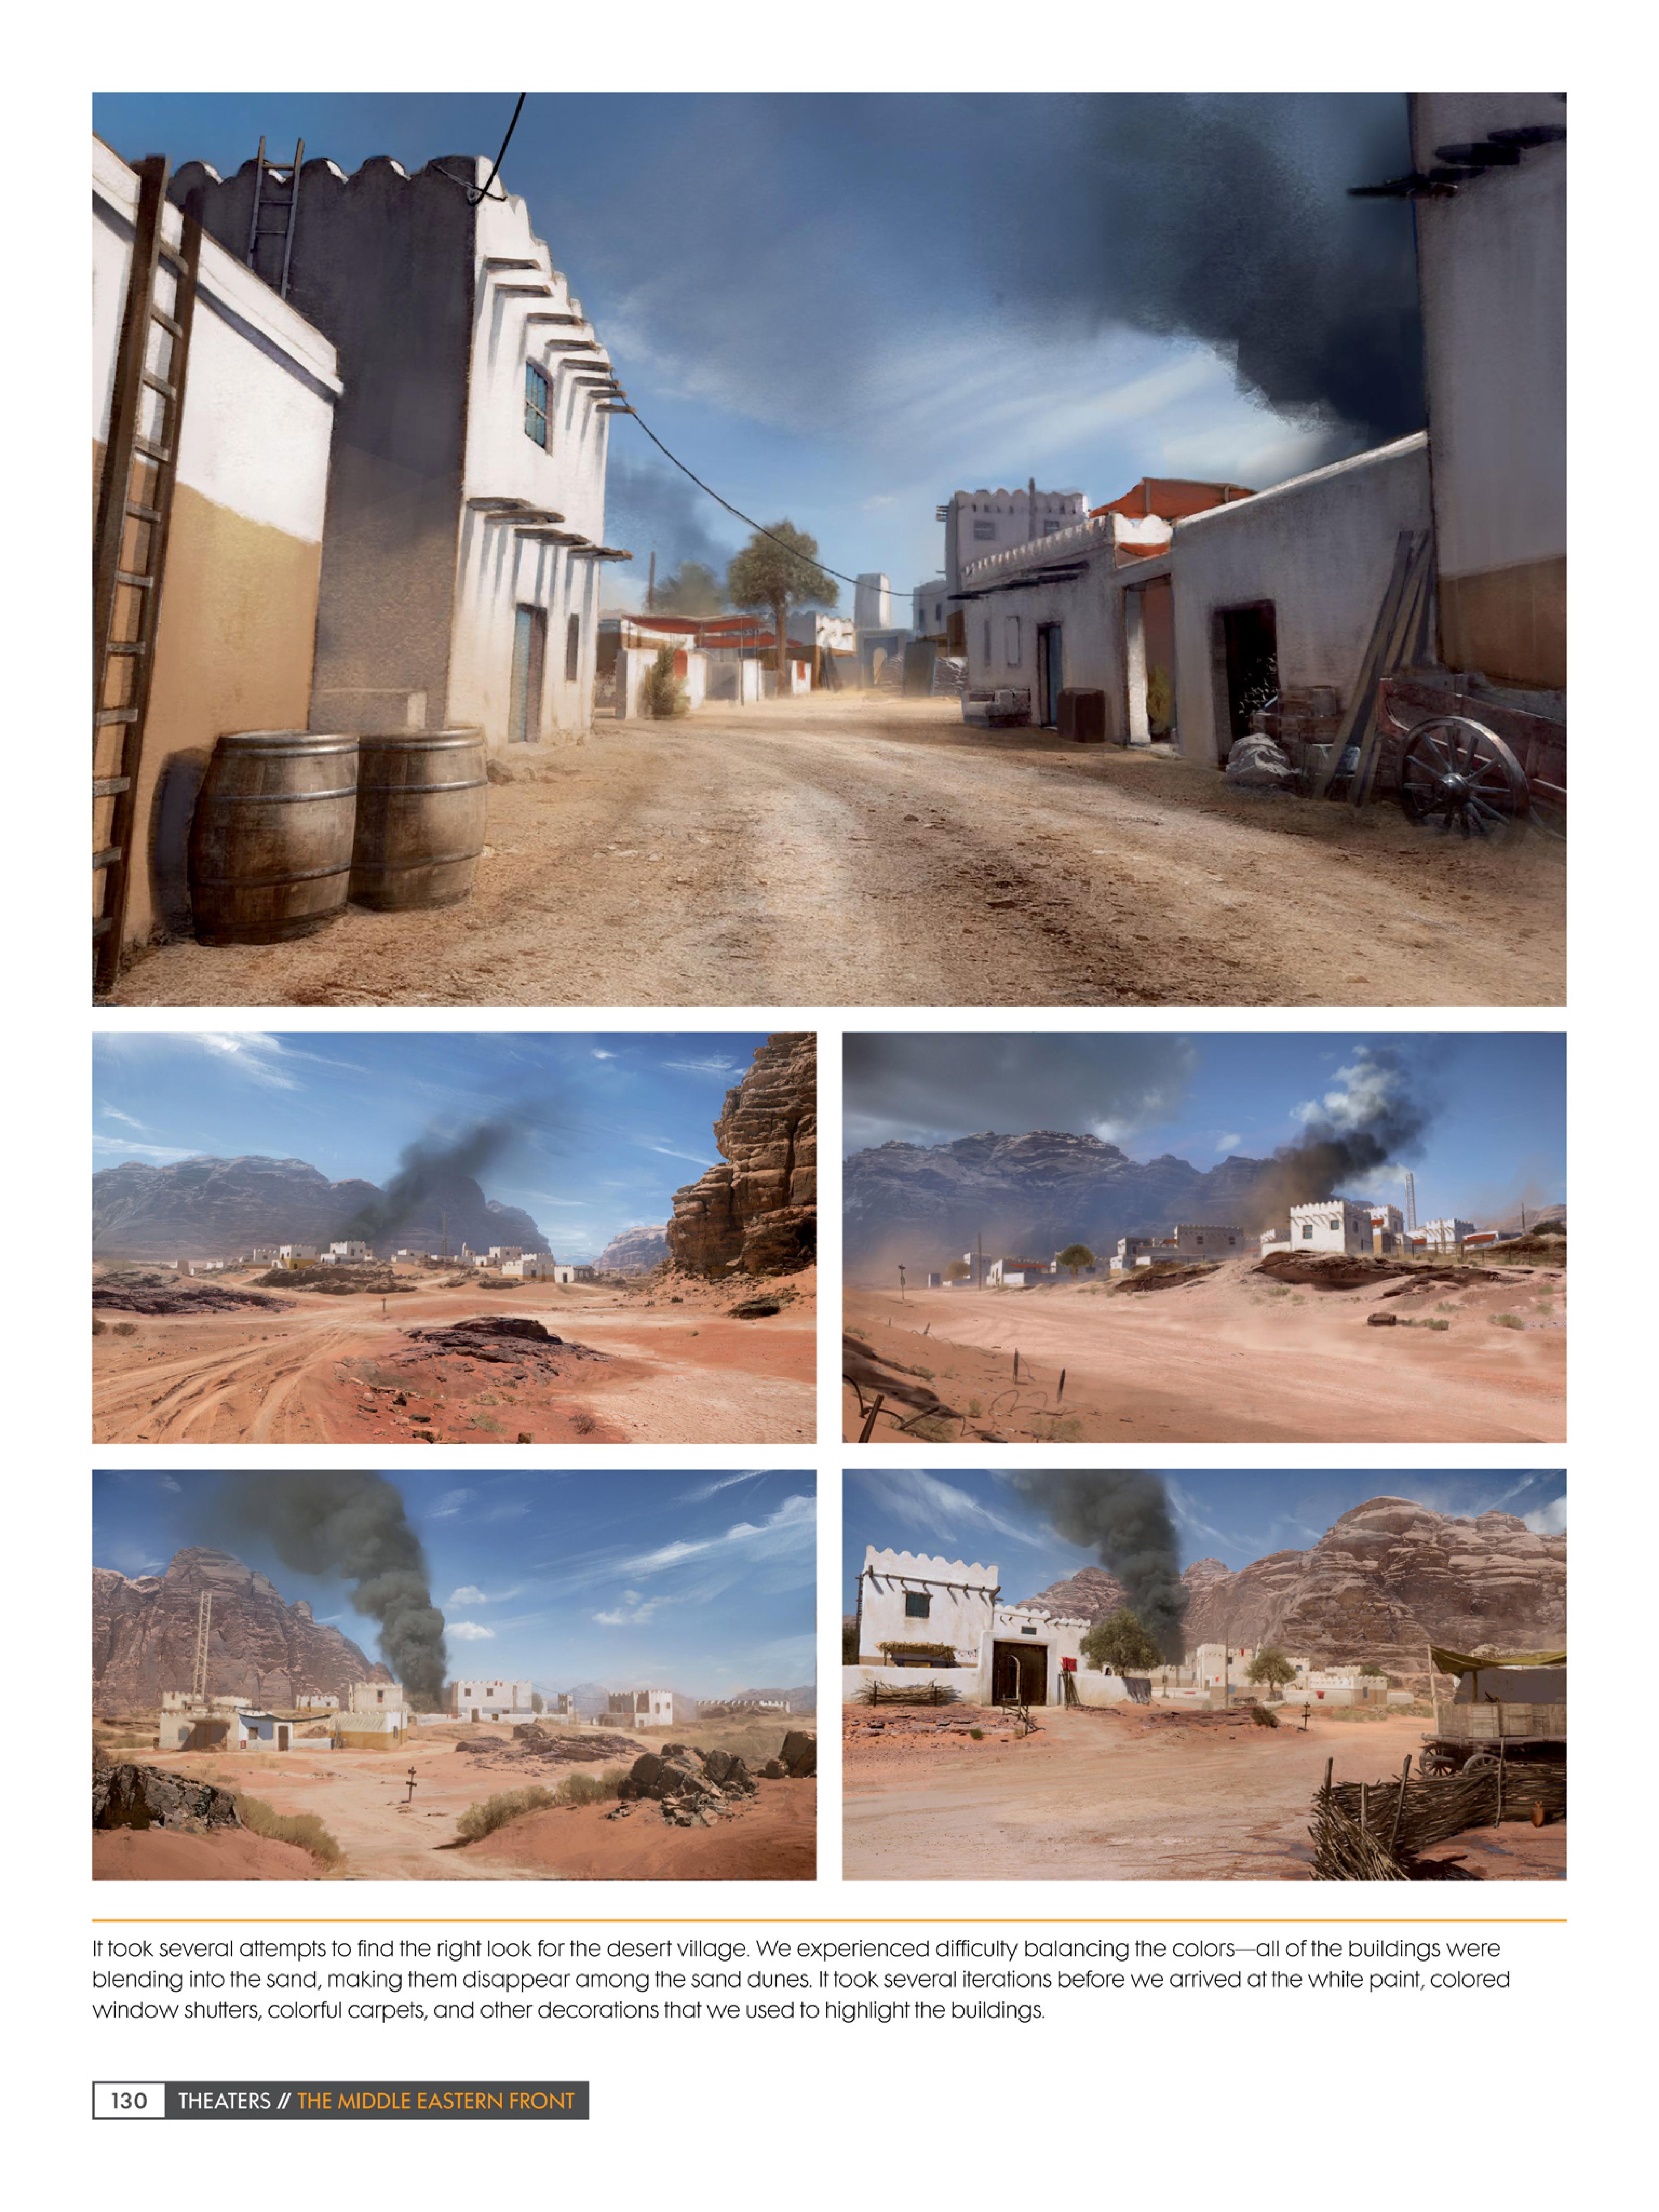 It took several attempts to find the right look for the desert village. We experienced difficulty balancing the colors—all of the buildings were
blending into the sand, making them disappear among the sand dunes. It took several iterations before we arrived at the white paint, colored
window shutters, colorful carpets, and other decorations that we used to highlight the buildings.
130 THEATERS // THE MIDDLE EASTERN FRONT